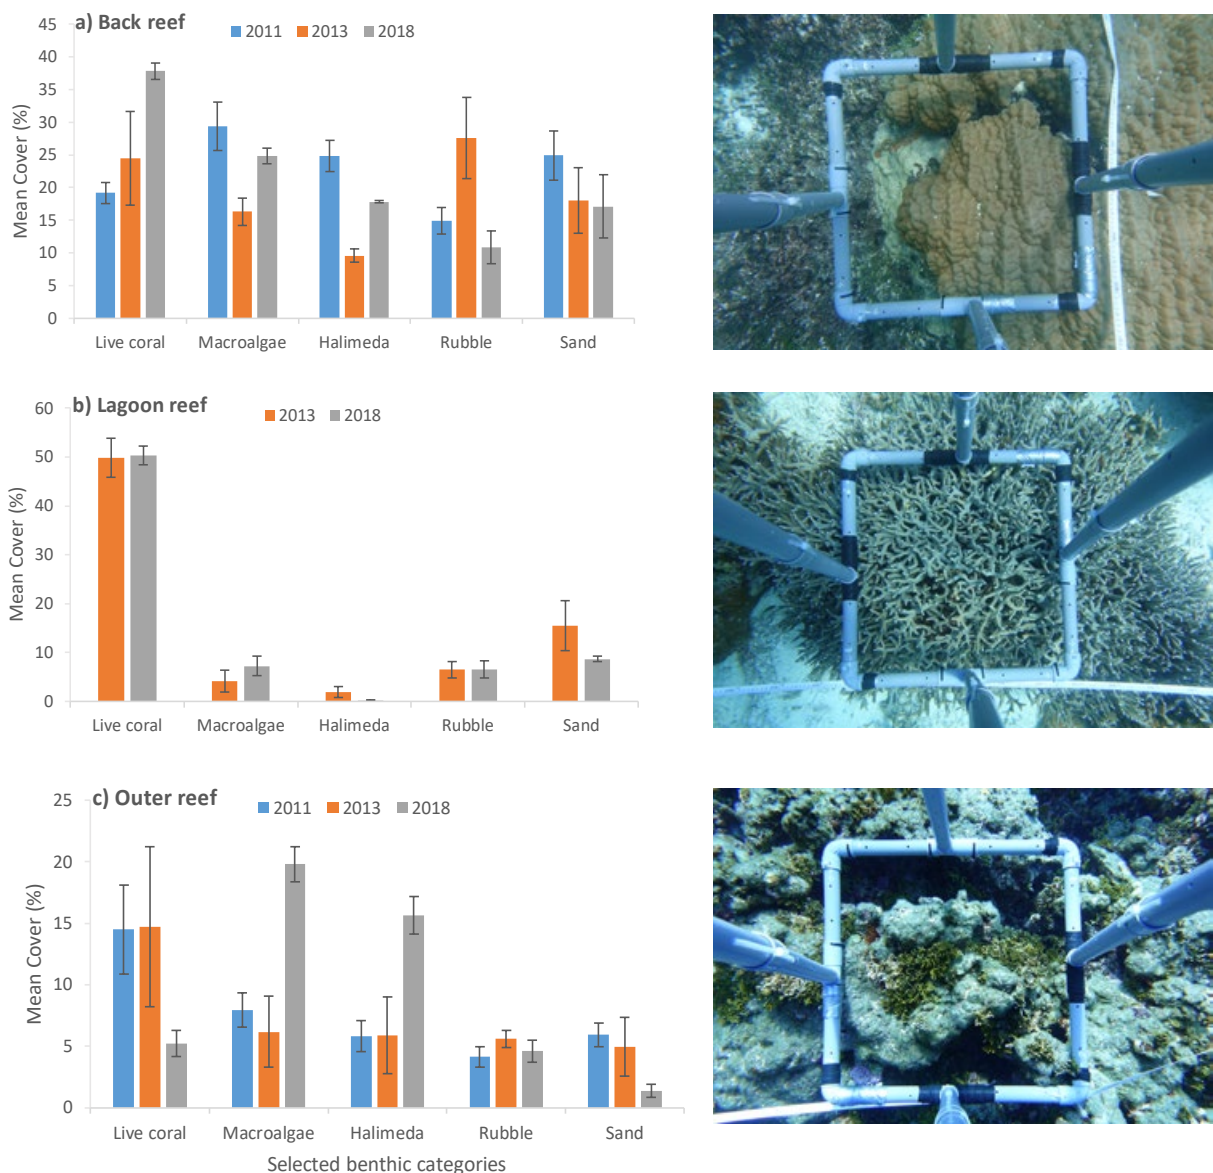 a) Back reef
2011 2013 2018
45
40
35
30
25
20
15
10
5
0
Mean Cover (%)
Live coral Macroalgae Halimeda Rubble Sand
b) Lagoon reef
2013 2018
60
50
40
30
20
10
0
Mean Cover (%)
Live coral Macroalgae Halimeda Rubble Sand
c) Outer reef
2011 2013 2018
25
20
15
10
5
0
Mean Cover (%)
Live coral Macroalgae Halimeda Rubble Sand
Selected benthic categories